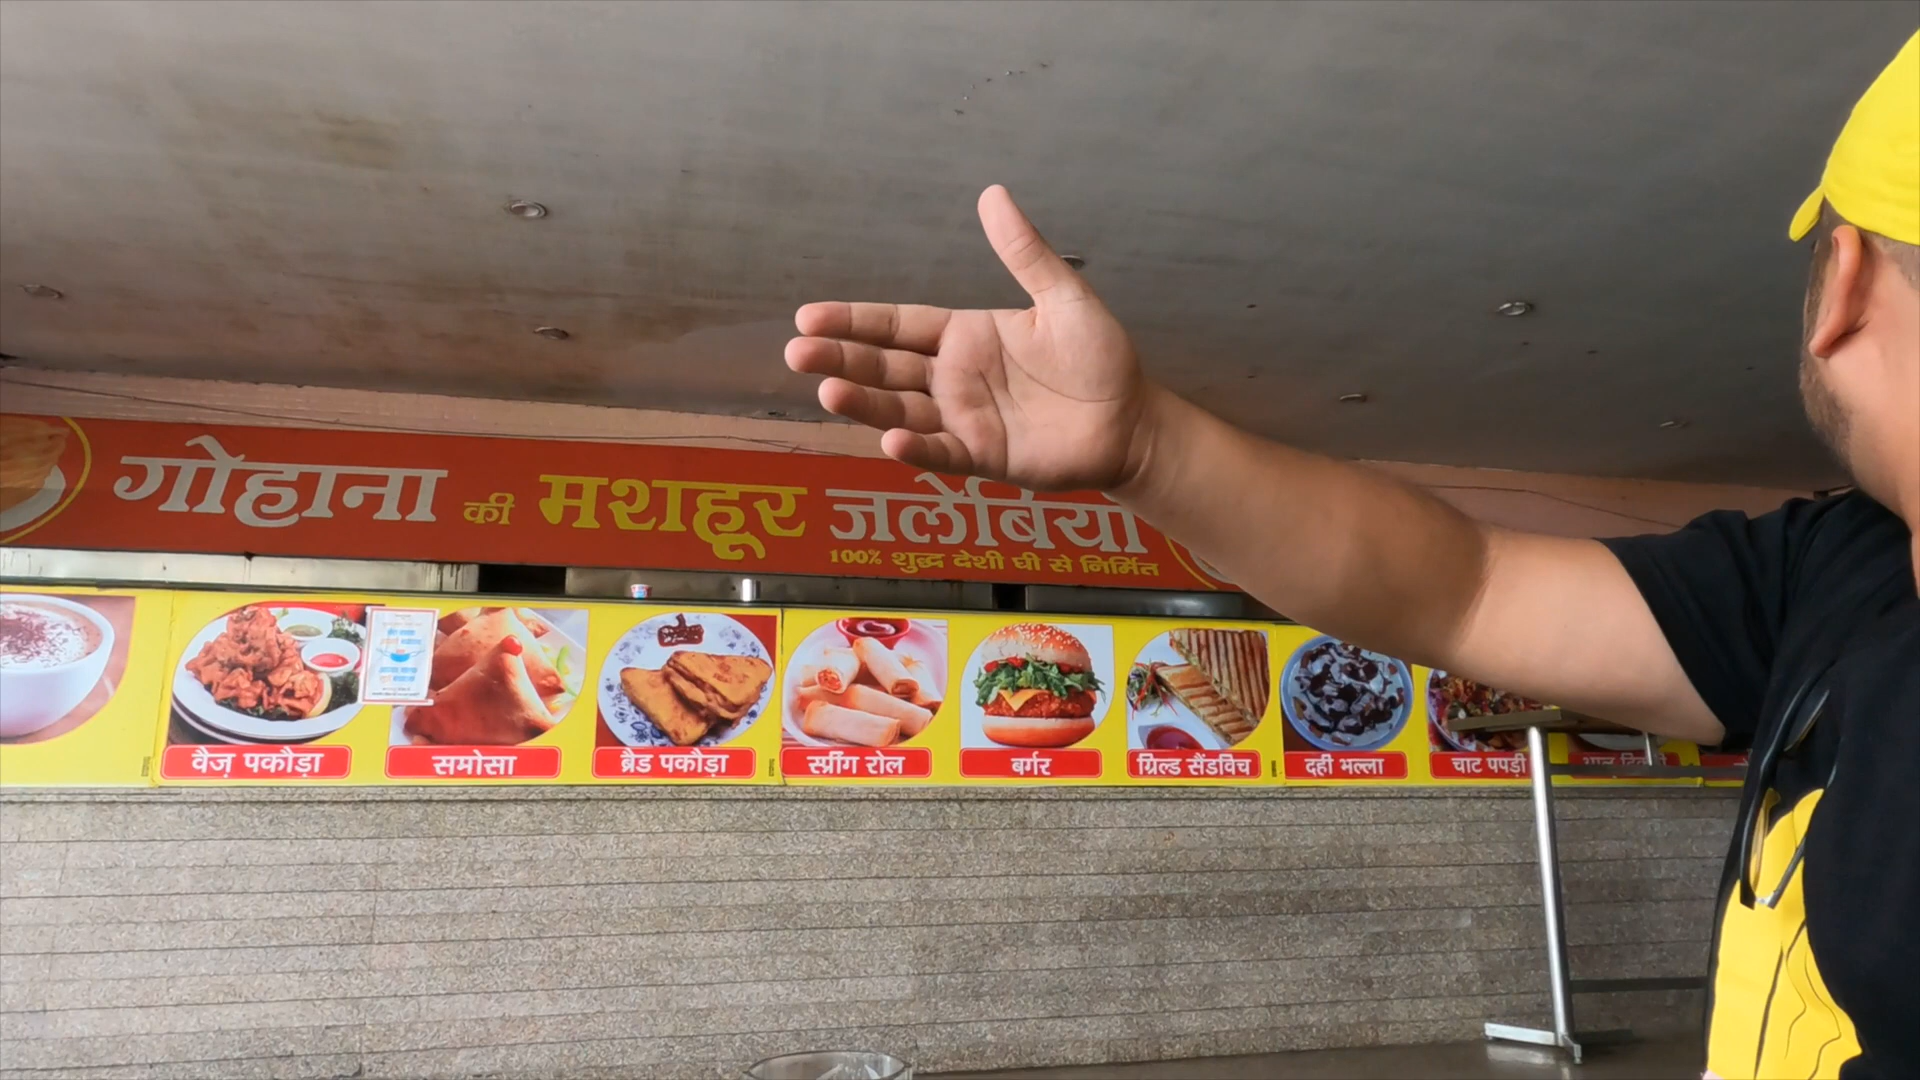 गोहाना की मशहूर जलेबियाँ
100% शुद्ध देशी घी से निर्मित
वैज़ पकौड़ा
समोसा
ब्रैड पकौड़ा
स्प्रींग रोल
बर्गर
ग्रिल्ड सैंडविच
दही भल्ला
चाट पपड़ी